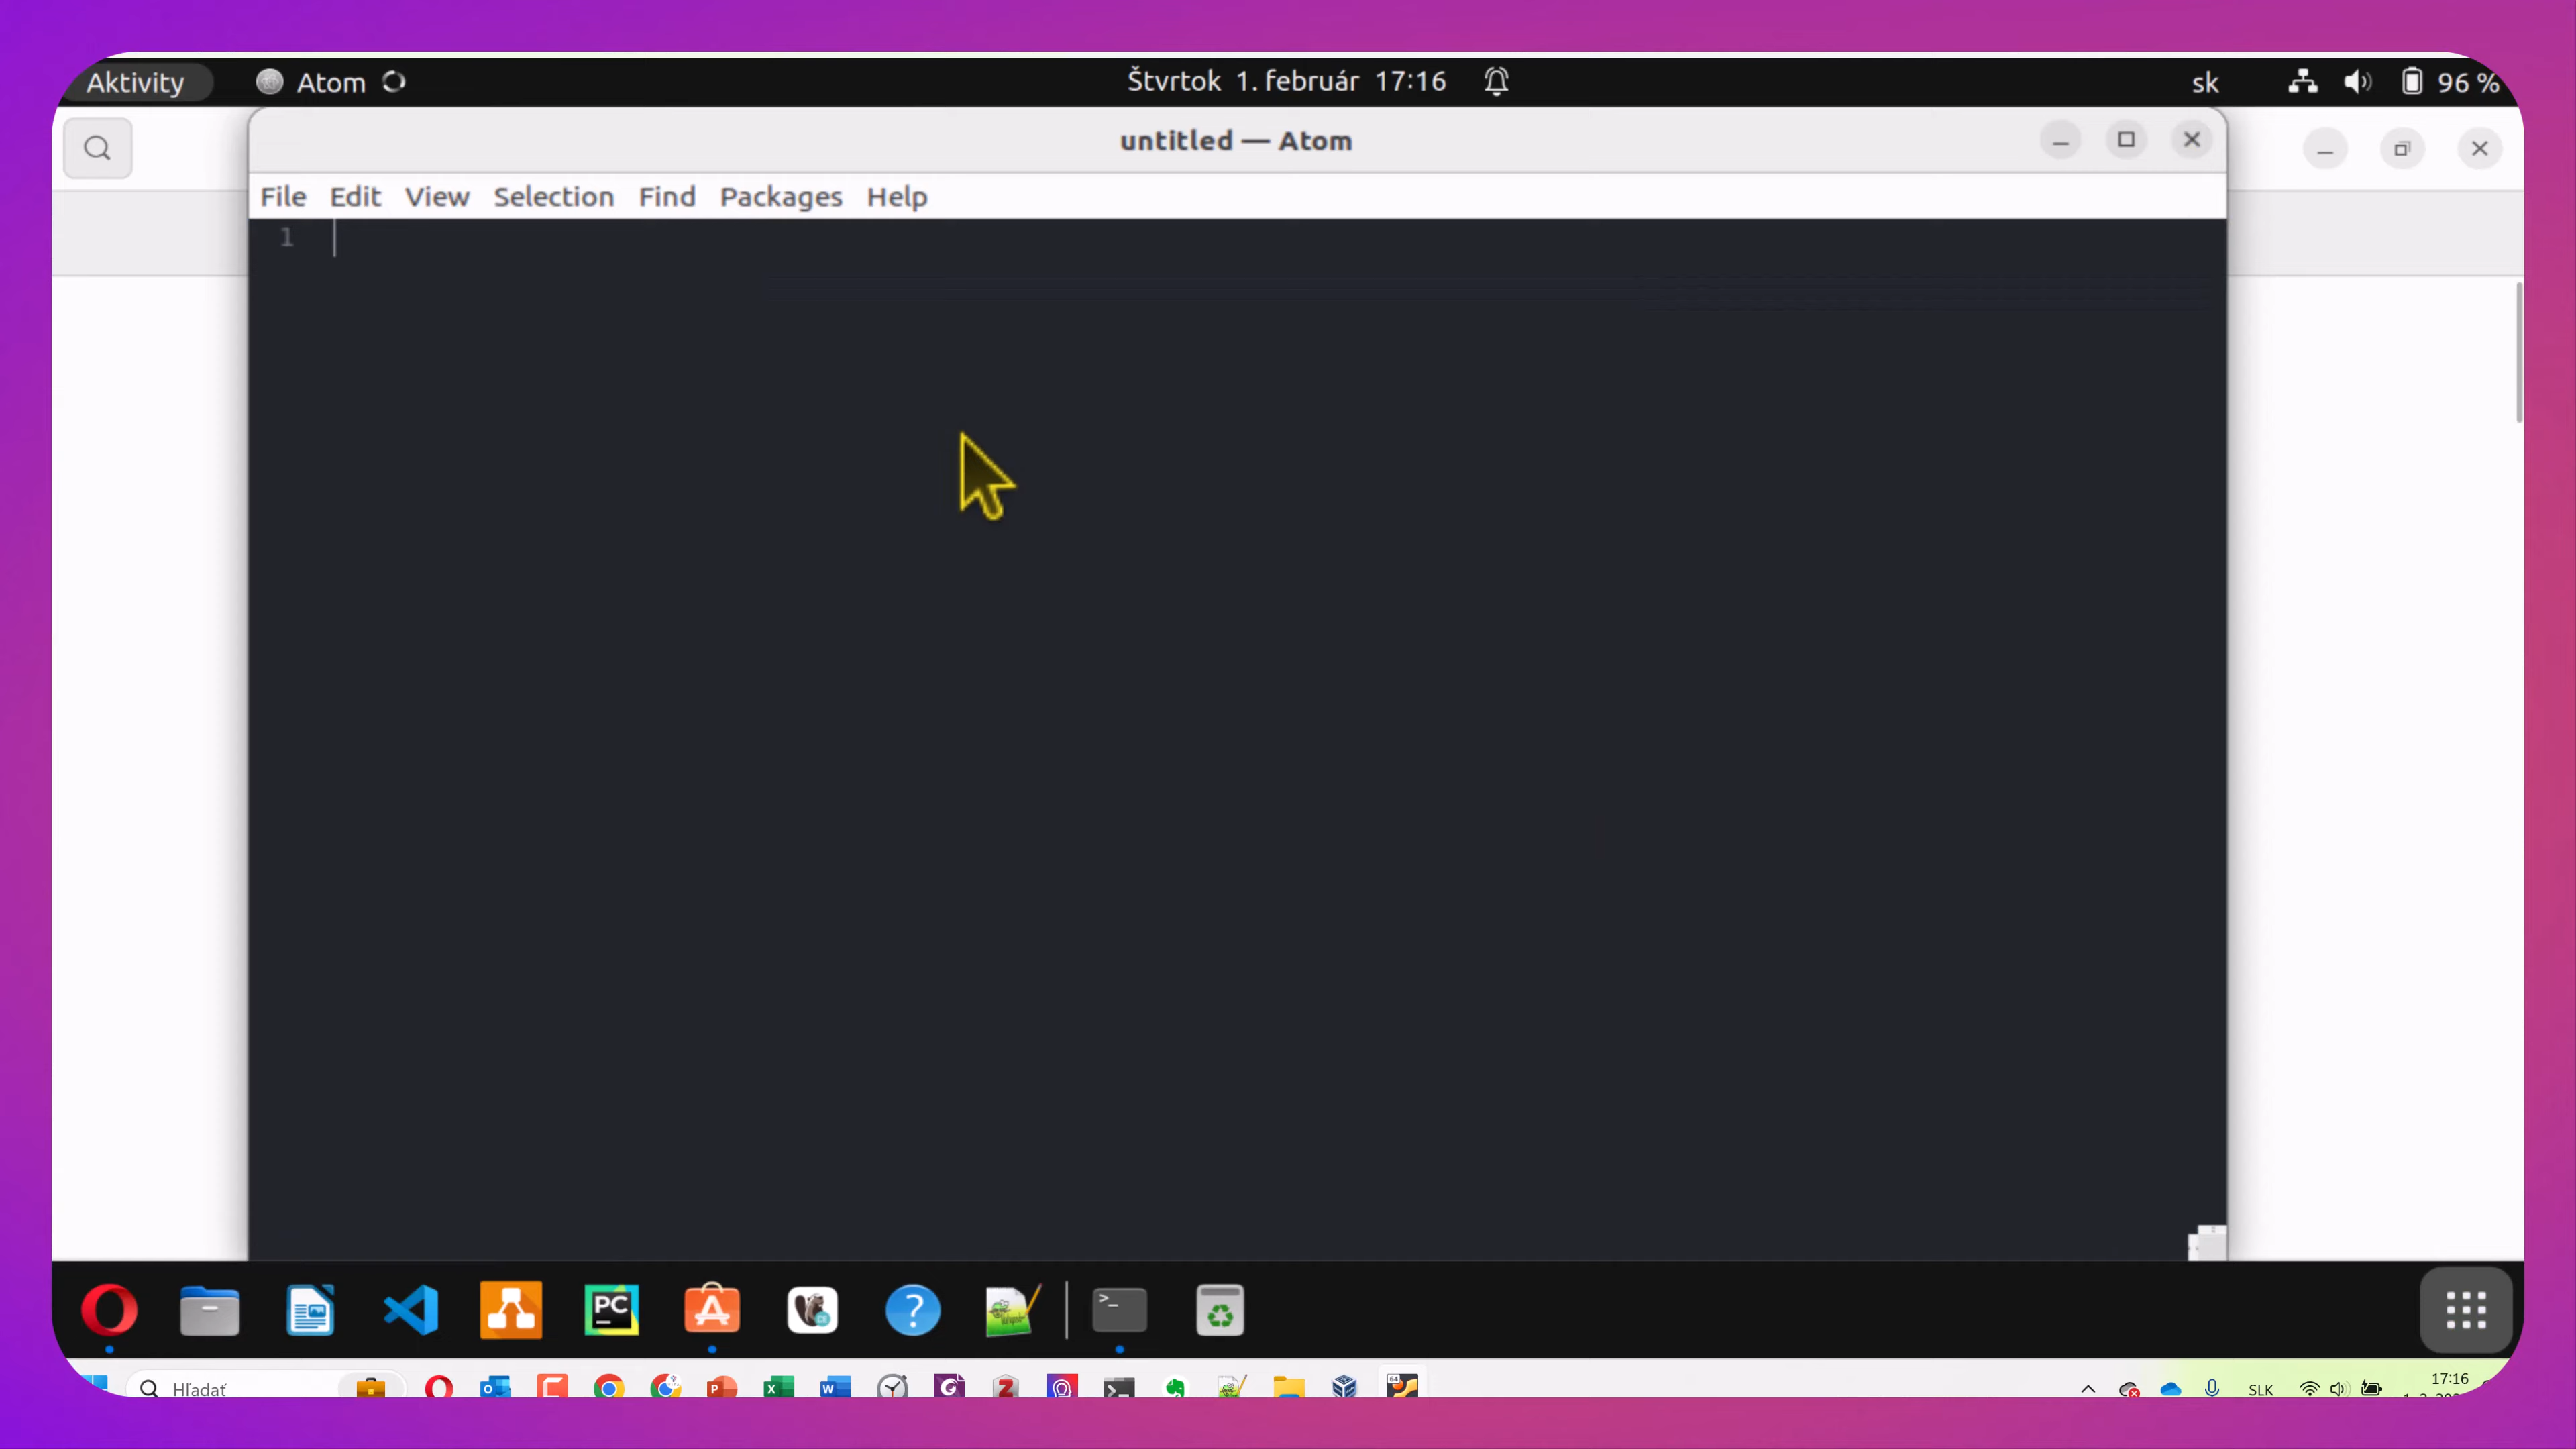 Aktivity Atom Štvrtok 1. február 17:16 sk 96 %
untitled — Atom
File Edit View Selection Find Packages Help
1
PC
>_
Hľadať
SLK
17:16